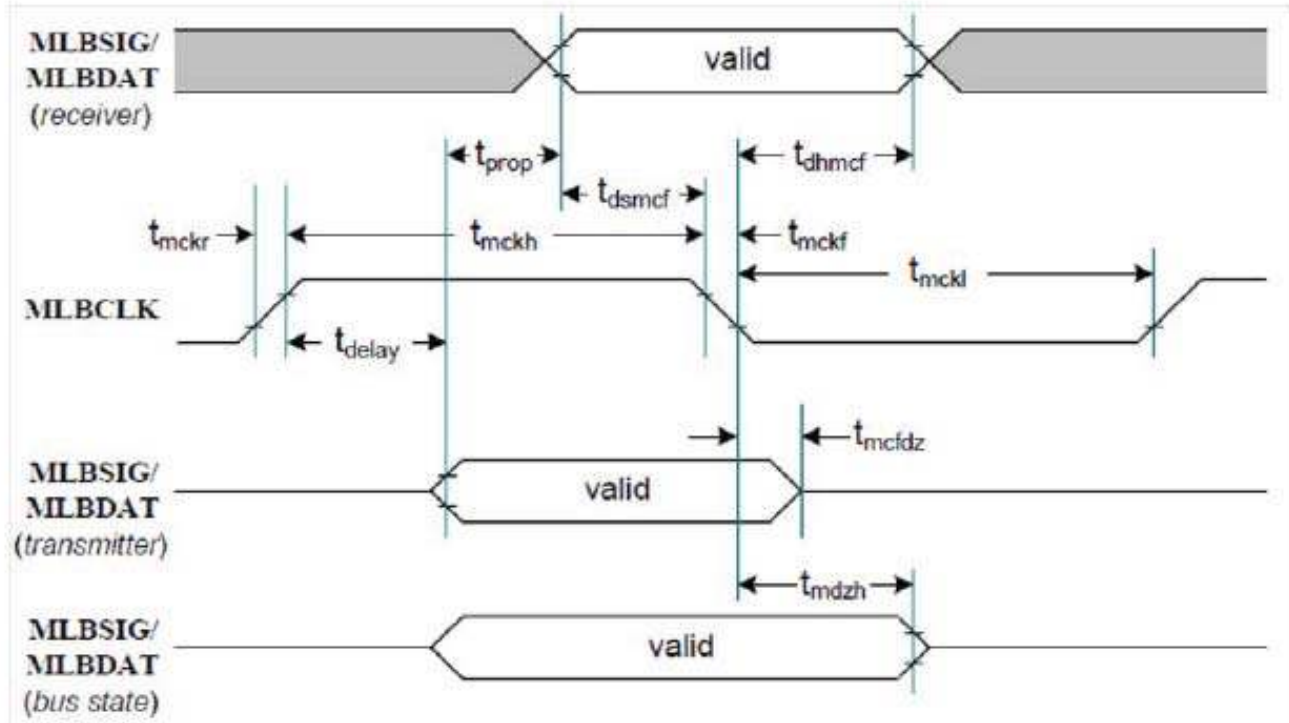 MLBSIG/
MLBDAT
(receiver)
valid
tprop
tdhmcf
tdsmcf
tmckr
tmckh
tmckf
tmckl
MLBCLK
tdelay
tmcfdz
MLBSIG/
MLBDAT
(transmitter)
valid
tmdzh
MLBSIG/
MLBDAT
(bus state)
valid